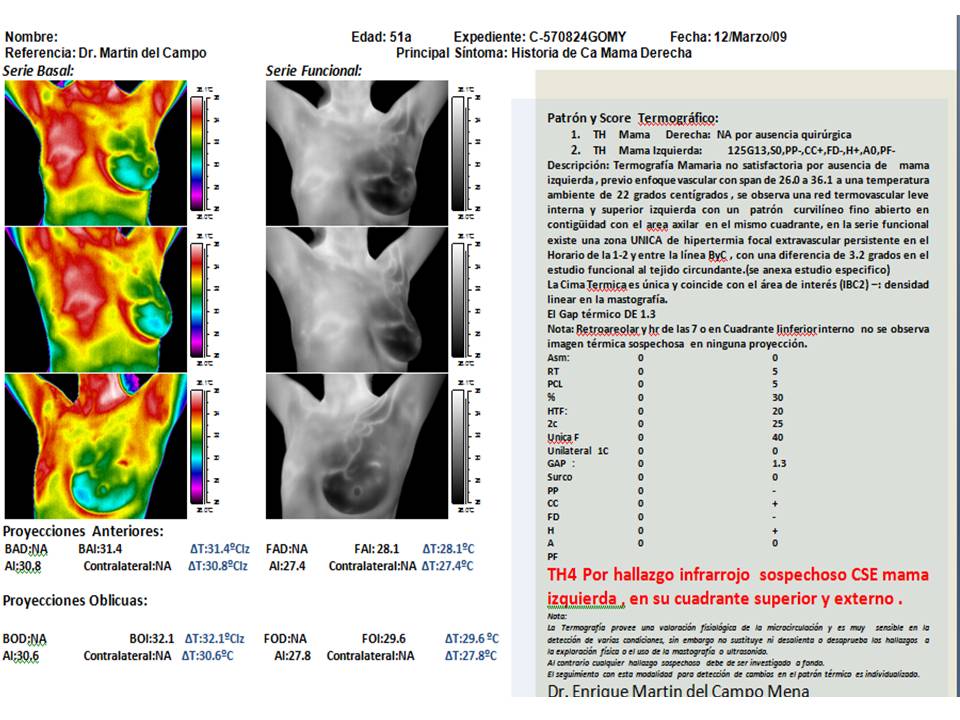 Nombre: Edad: 51a Expediente: C-570824GOMY Fecha: 12/Marzo/09
Referencia: Dr. Martin del Campo Principal Síntoma: Historia de Ca Mama Derecha
Serie Basal: Serie Funcional:
Proyecciones Anteriores:
BAD:NA BAI:31.4 ΔT:31.4ºCIz FAD:NA FAI: 28.1 ΔT:28.1ºC
AI:30.8 Contralateral:NA ΔT:30.8ºCIz AI:27.4 Contralateral:NA ΔT:27.4ºC
Proyecciones Oblicuas:
BOD:NA BOI:32.1 ΔT:32.1ºCIz FOD:NA FOI:29.6 ΔT:29.6 ºC
AI:30,6 Contralateral:NA ΔT:30.6ºC AI:27.8 Contralateral:NA ΔT:27.8ºC
Patrón y Score Termográfico:
1. TH Mama Derecha: NA por ausencia quirúrgica
2. TH Mama Izquierda: 125G13,S0,PP-,CC+,FD-,H+,A0,PF-
Descripción: Termografía Mamaria no satisfactoria por ausencia de mama
izquierda , previo enfoque vascular con span de 26.0 a 36.1 a una temperatura
ambiente de 22 grados centígrados , se observa una red termovascular leve
interna y superior izquierda con un patrón curvilíneo fino abierto en
contigüidad con el area axilar en el mismo cuadrante, en la serie funcional
existe una zona UNICA de hipertermia focal extravascular persistente en el
Horario de la 1-2 y entre la línea ByC , con una diferencia de 3.2 grados en el
estudio funcional al tejido circundante.(se anexa estudio especifico)
La Cima Termica es única y coincide con el área de interés (IBC2) –: densidad
linear en la mastografía.
El Gap térmico DE 1.3
Nota: Retroareolar y hr de las 7 o en Cuadrante Iinferior interno no se observa
imagen térmica sospechosa en ninguna proyección.
Asm: 0 0
RT 0 5
PCL 0 5
% 0 30
HTF: 0 20
2c 0 25
Unica F 0 40
Unilateral 1C 0 0
GAP : 0 1.3
Surco 0 0
PP 0 -
CC 0 +
FD 0 -
H 0 +
A 0 0
PF
TH4 Por hallazgo infrarrojo sospechoso CSE mama
izquierda , en su cuadrante superior y externo .
Nota:
La Termografía provee una valoración fisiológica de la microcirculación y es muy sensible en la
detección de varias condiciones, sin embargo no sustituye ni desalienta o desaprueba los hallazgos a
la exploración física o el uso de la mastografía o ultrasonido.
Al contrario cualquier hallazgo sospechoso debe de ser investigado a fondo.
El seguimiento con esta modalidad para detección de cambios en el patrón térmico es individualizado.
Dr. Enrique Martin del Campo Mena